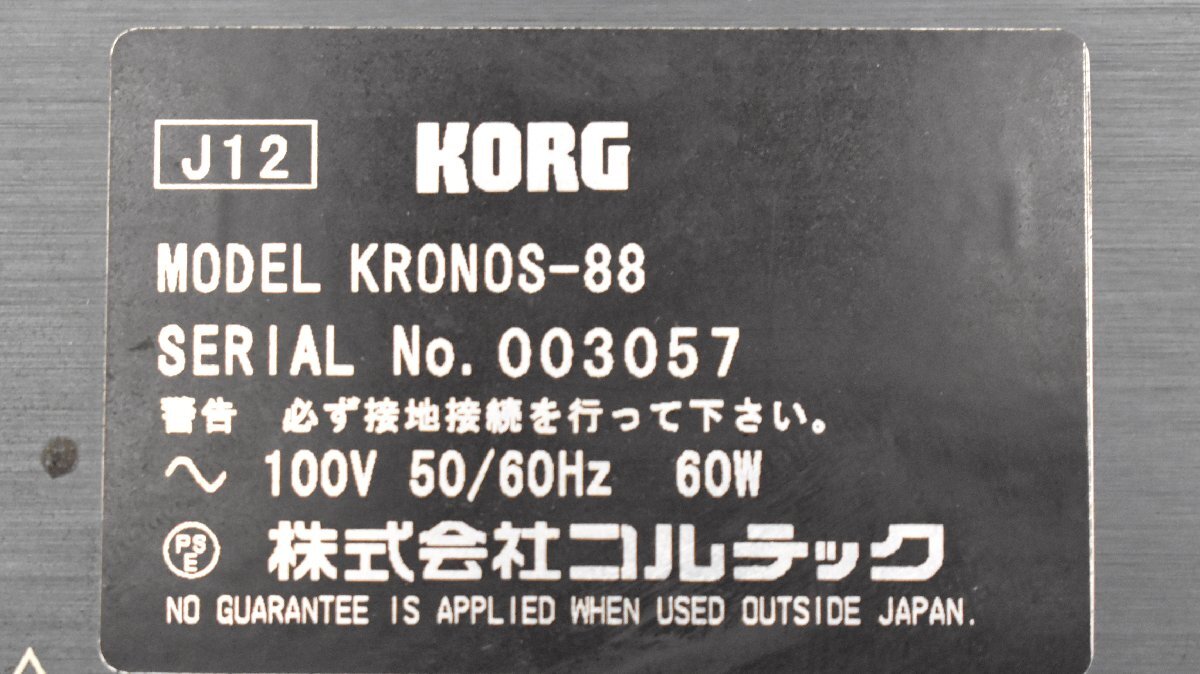 J12 KORG
MODEL KRONOS-88
SERIAL No. 003057
警告 必ず接地接続を行って下さい。
～ 100V 50/60Hz 60W
PSE 株式会社コルテック
NO GUARANTEE IS APPLIED WHEN USED OUTSIDE JAPAN.